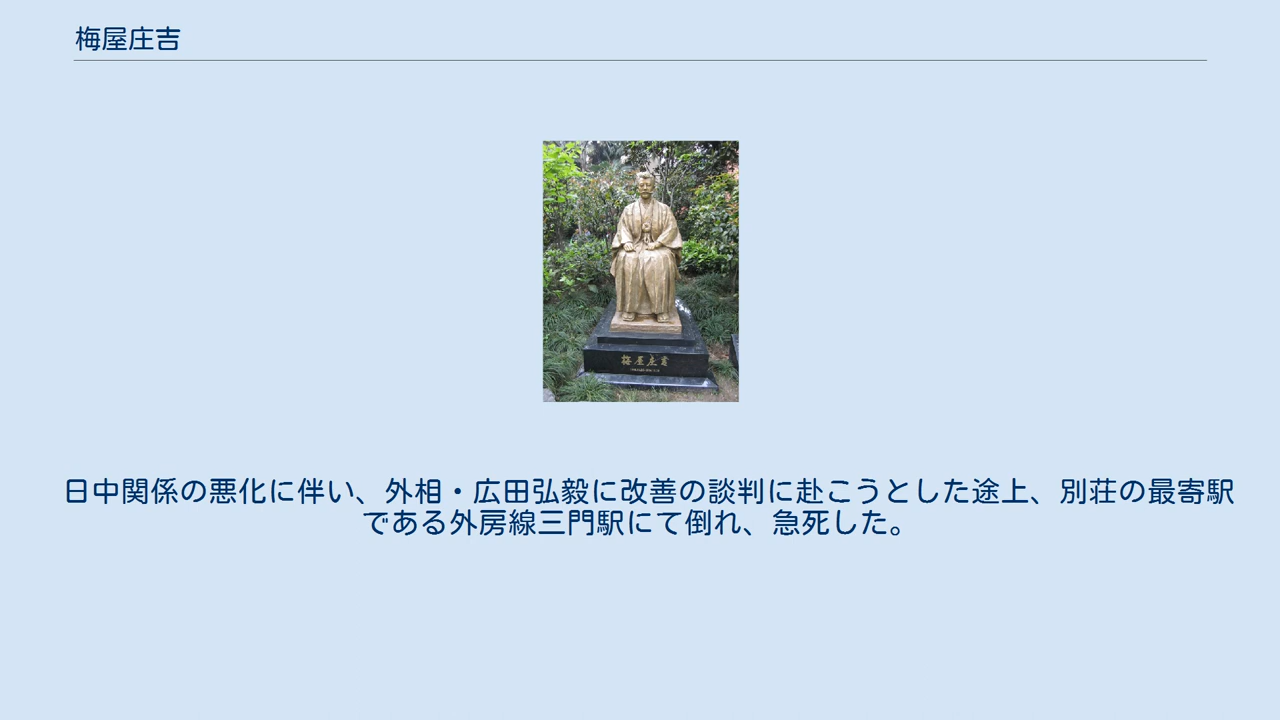 梅屋庄吉
梅屋庄吉
日中関係の悪化に伴い、外相・広田弘毅に改善の談判に赴こうとした途上、別荘の最寄駅
である外房線三門駅にて倒れ、急死した。